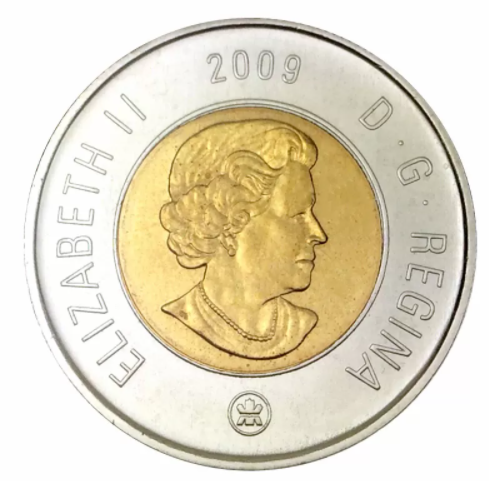 ELIZABETH II
2009
D·G·REGINA